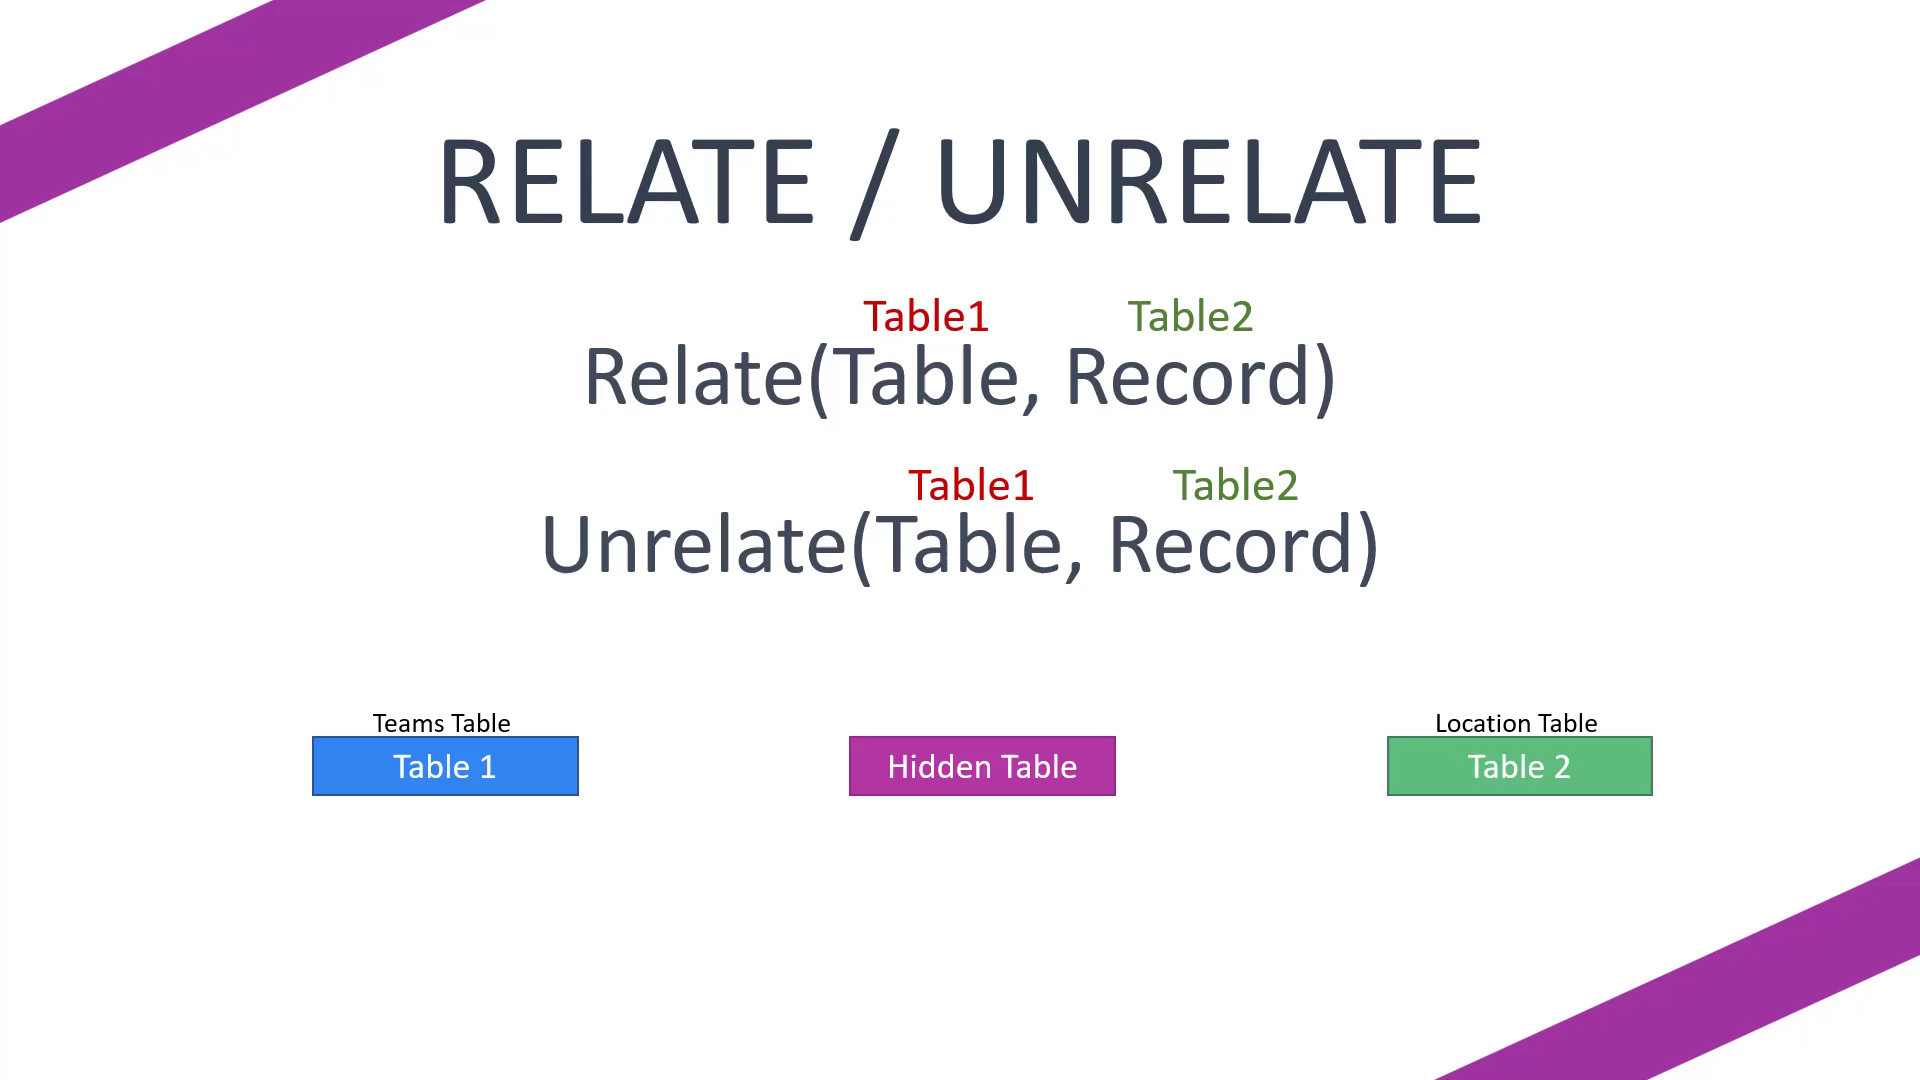 RELATE / UNRELATE
Table1 Table2
Relate(Table, Record)
Table1 Table2
Unrelate(Table, Record)
Teams Table
Table 1
Hidden Table
Location Table
Table 2